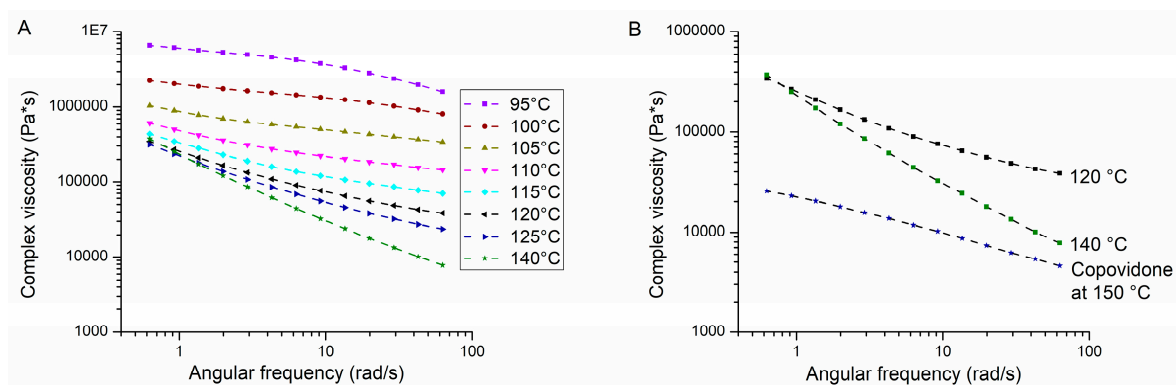 A
Complex viscosity (Pa*s)
1E7
1000000
100000
10000
1000
1
10
100
Angular frequency (rad/s)
95°C
100°C
105°C
110°C
115°C
120°C
125°C
140°C
B
Complex viscosity (Pa*s)
1000000
100000
10000
1000
1
10
100
Angular frequency (rad/s)
120 °C
140 °C
Copovidone
at 150 °C